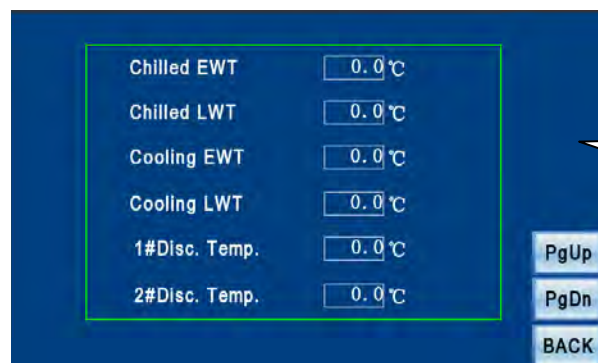 Chilled EWT 0.0℃
Chilled LWT 0.0℃
Cooling EWT 0.0℃
Cooling LWT 0.0℃
1#Disc. Temp. 0.0℃
2#Disc. Temp. 0.0℃
PgUp
PgDn
BACK